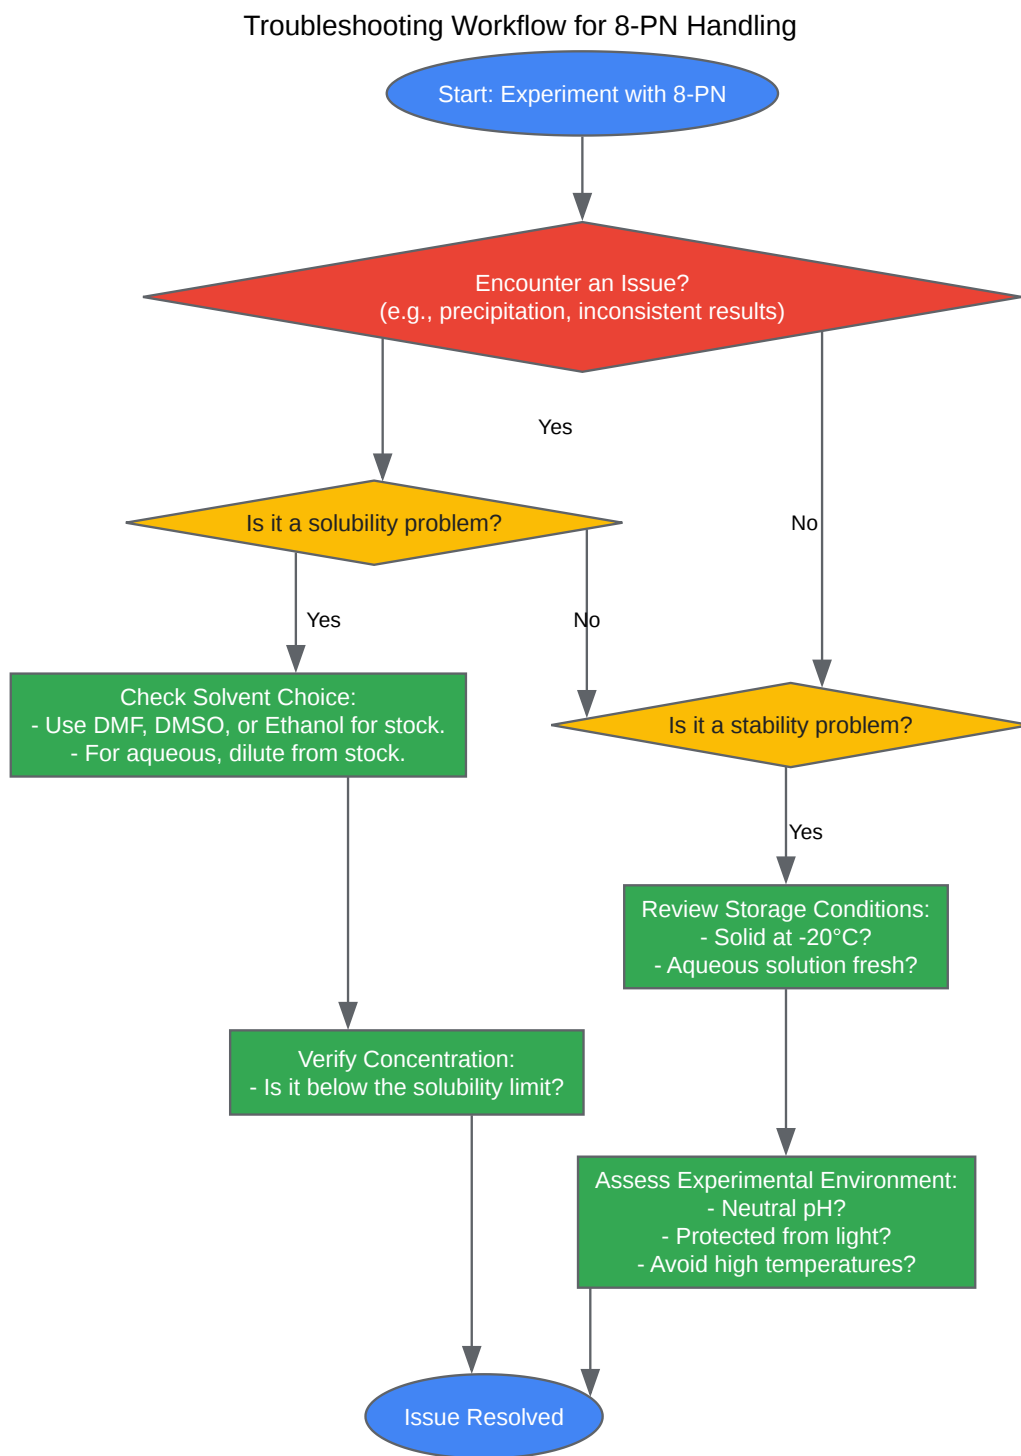 Troubleshooting Workflow for 8-PN Handling
Start: Experiment with 8-PN
Encounter an Issue?
(e.g., precipitation, inconsistent results)
Yes
Is it a solubility problem?
No
Yes
No
Check Solvent Choice:
- Use DMF, DMSO, or Ethanol for stock.
- For aqueous, dilute from stock.
Is it a stability problem?
Yes
Review Storage Conditions:
- Solid at -20°C?
- Aqueous solution fresh?
Verify Concentration:
- Is it below the solubility limit?
Assess Experimental Environment:
- Neutral pH?
- Protected from light?
- Avoid high temperatures?
Issue Resolved